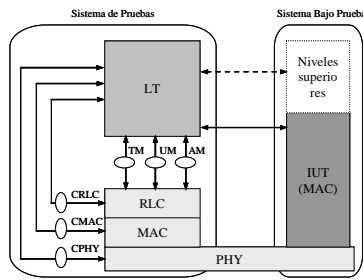 Sistema de Pruebas
Sistema Bajo Prueba
LT
Niveles
superio
res
TM
UM
AM
IUT
(MAC)
CRLC
RLC
CMAC
MAC
CPHY
PHY